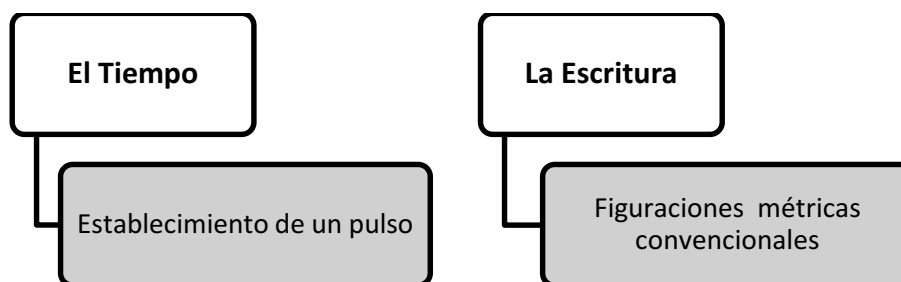 El Tiempo
Establecimiento de un pulso
La Escritura
Figuraciones métricas
convencionales